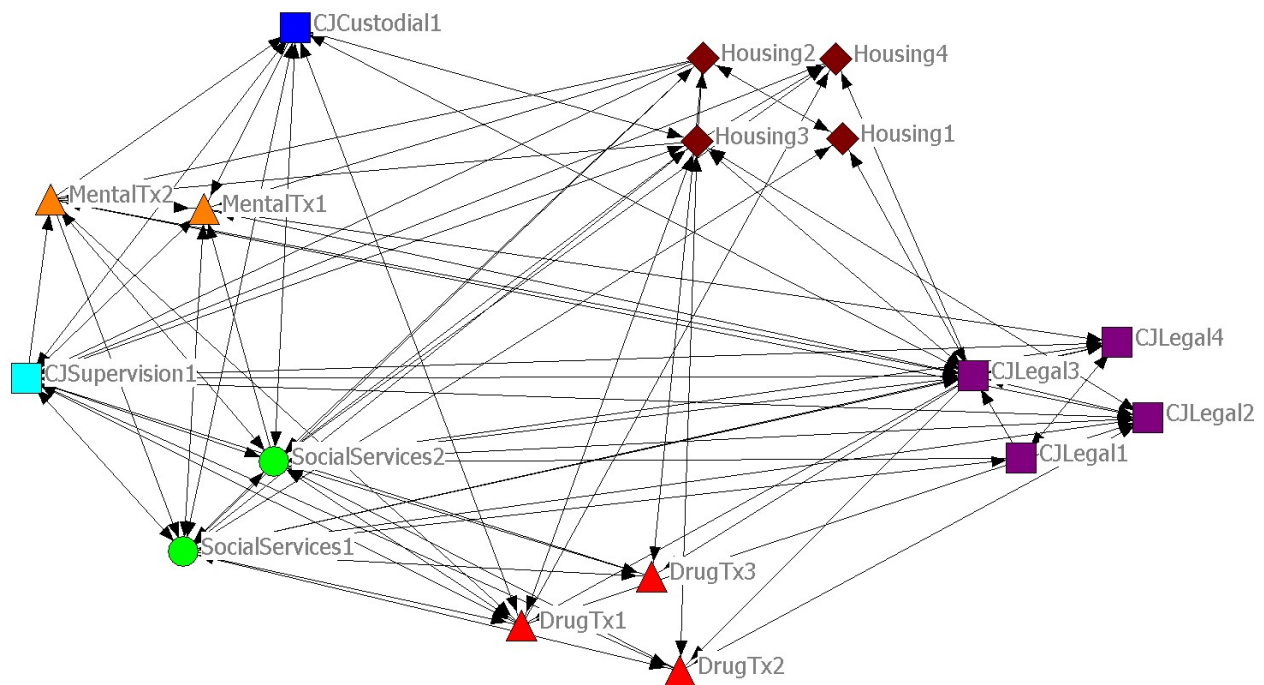 CJCustodial1
Housing2
Housing4
Housing3
Housing1
MentalTx2
MentalTx1
CJLegal4
CJSupervision1
CJLegal3
CJLegal2
SocialServices2
CJLegal1
SocialServices1
DrugTx3
DrugTx1
DrugTx2